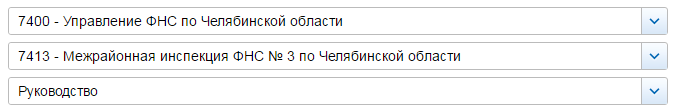 7400 - Управление ФНС по Челябинской области
7413 - Межрайонная инспекция ФНС № 3 по Челябинской области
Руководство